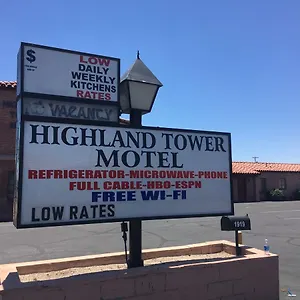 $
LOW
DAILY
WEEKLY
KITCHENS
RATES
VACANCY
HIGHLAND TOWER
MOTEL
REFRIGERATOR-MICROWAVE-PHONE
FULL CABLE-HBO-ESPN
FREE WI-FI
LOW RATES
1919